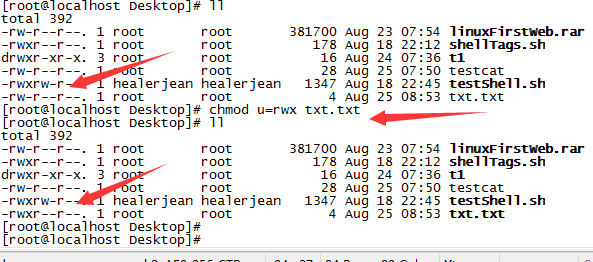 [root@localhost Desktop]# ll
total 392
-rw-r--r--. 1 root root 381700 Aug 23 07:54 linuxFirstWeb.rar
-rwxr--r--. 1 root root 178 Aug 18 22:12 shellTags.sh
drwxr-xr-x. 3 root root 16 Aug 24 07:36 t1
-rw-r--r--. 1 root root 28 Aug 25 07:50 testcat
-rwxrw-r--. 1 healerjean healerjean 1347 Aug 18 22:45 testShell.sh
-rw-r--r--. 1 root root 4 Aug 25 08:53 txt.txt
[root@localhost Desktop]# chmod u=rwx txt.txt
[root@localhost Desktop]# ll
total 392
-rw-r--r--. 1 root root 381700 Aug 23 07:54 linuxFirstWeb.rar
-rwxr--r--. 1 root root 178 Aug 18 22:12 shellTags.sh
drwxr-xr-x. 3 root root 16 Aug 24 07:36 t1
-rw-r--r--. 1 root root 28 Aug 25 07:50 testcat
-rwxrw-r--. 1 healerjean healerjean 1347 Aug 18 22:45 testShell.sh
-rwxr--r--. 1 root root 4 Aug 25 08:53 txt.txt
[root@localhost Desktop]#
[root@localhost Desktop]#